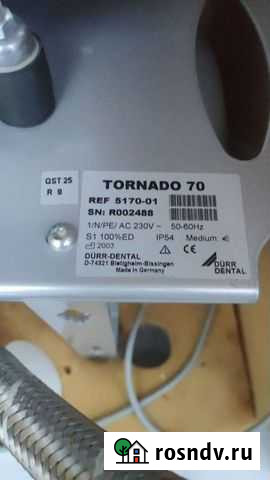 QST 25
R 9
TORNADO 70
REF 5170-01
SN: R002488
1/N/PE/ AC 230V ~ 50-60Hz
S1 100%ED IP54 Medium:
2003
DÜRR-DENTAL
D-74321 Bietigheim-Bissingen
Made in Germany
DÜRR
DENTAL
rosndv.ru